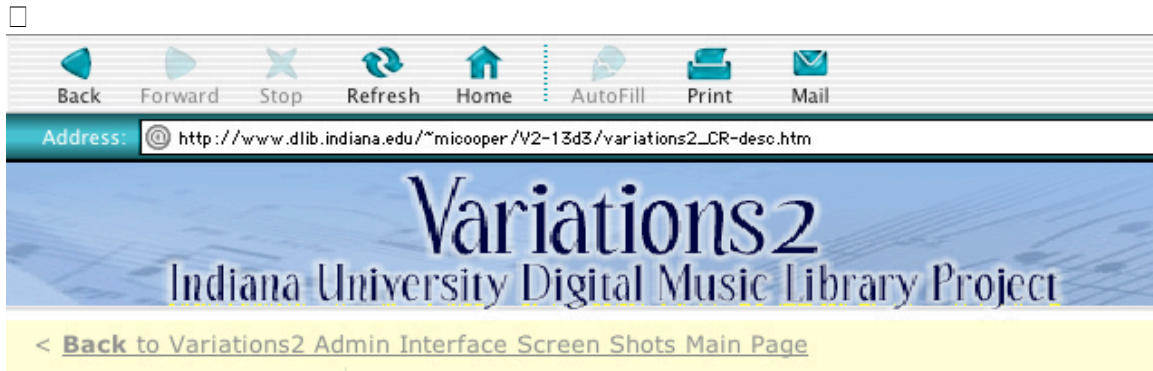 Back Forward Stop Refresh Home AutoFill Print Mail
Address: @ http://www.dlib.indiana.edu/~micooper/V2-13d3/variations2_CR-desc.htm
Variations2
Indiana University Digital Music Library Project
< Back to Variations2 Admin Interface Screen Shots Main Page